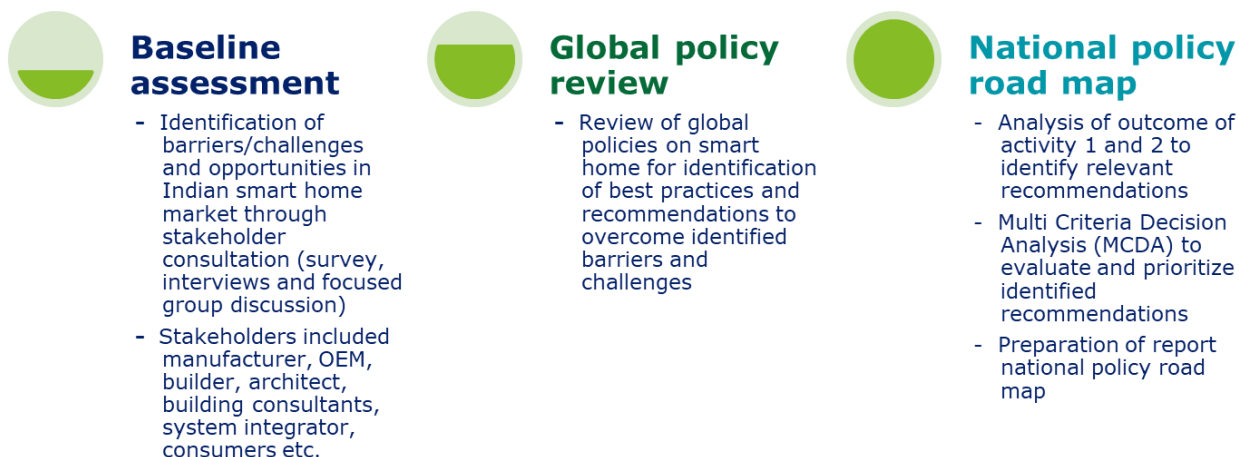 Baseline
assessment
- Identification of
barriers/challenges
and opportunities in
Indian smart home
market through
stakeholder
consultation (survey,
interviews and focused
group discussion)
- Stakeholders included
manufacturer, OEM,
builder, architect,
building consultants,
system integrator,
consumers etc.
Global policy
review
- Review of global
policies on smart
home for identification
of best practices and
recommendations to
overcome identified
barriers and
challenges
National policy
road map
- Analysis of outcome of
activity 1 and 2 to
identify relevant
recommendations
- Multi Criteria Decision
Analysis (MCDA) to
evaluate and prioritize
identified
recommendations
- Preparation of report
national policy road
map